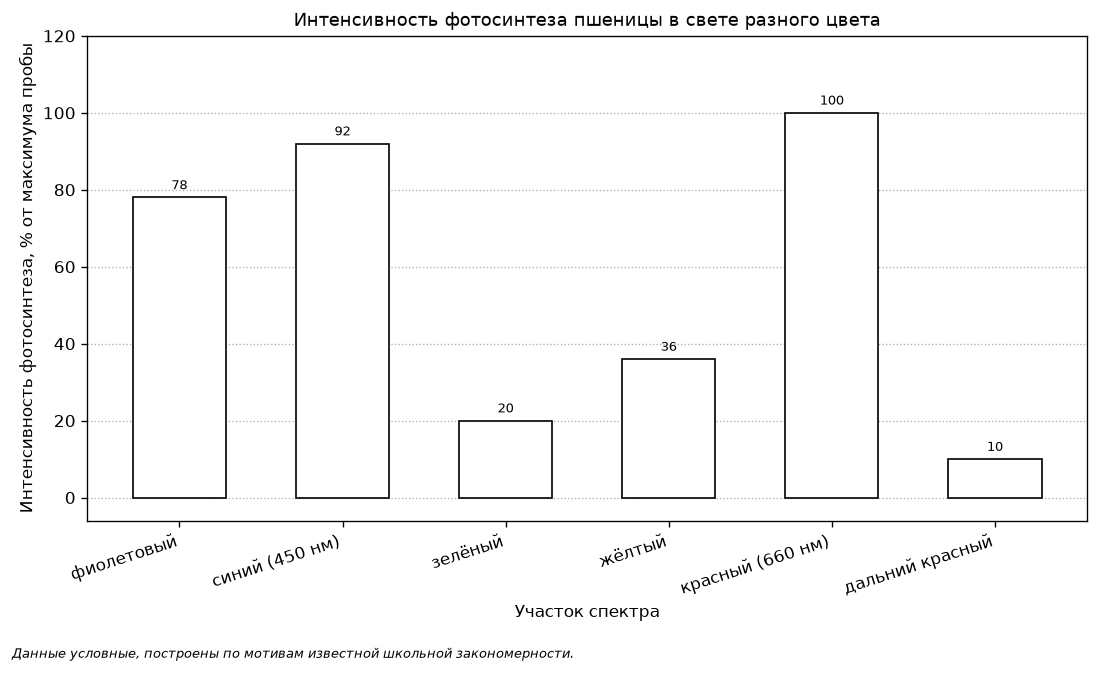 Интенсивность фотосинтеза пшеницы в свете разного цвета
Интенсивность фотосинтеза, % от максимума пробы
120
100
80
60
40
20
0
78
92
20
36
100
10
фиолетовый
синий (450 нм)
зелёный
жёлтый
красный (660 нм)
дальний красный
Участок спектра
Данные условные, построены по мотивам известной школьной закономерности.